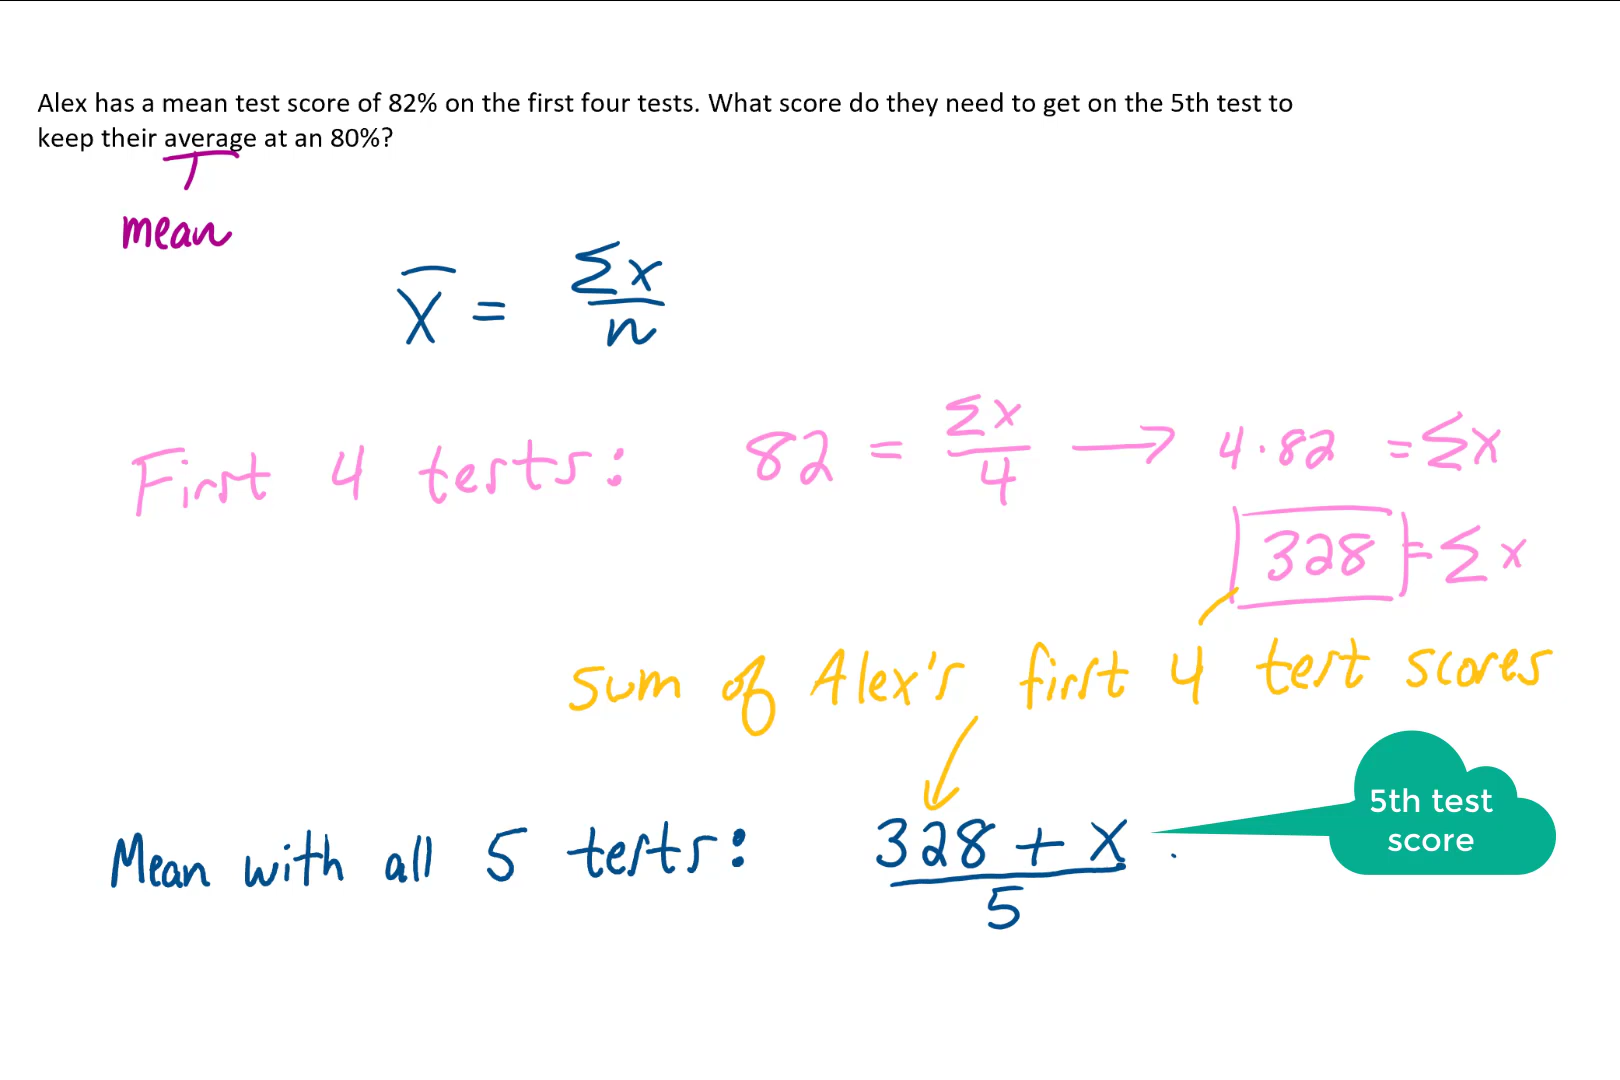 Alex has a mean test score of 82% on the first four tests. What score do they need to get on the 5th test to
keep their average at an 80%?
mean
x̄ = Σx/n
First 4 tests: 82 = Σx/4 → 4·82 = Σx
328 = Σx
sum of Alex's first 4 test scores
Mean with all 5 tests: (328 + x)/5
5th test
score